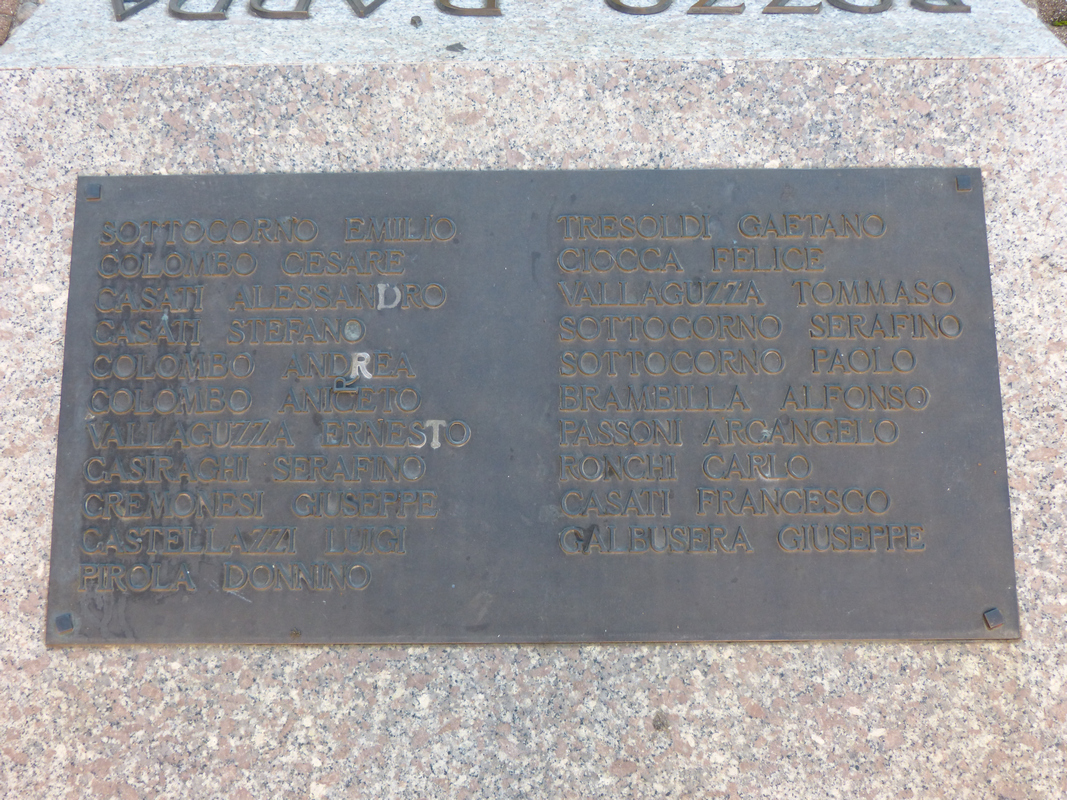 SOTTOCORNO EMILIO
COLOMBO CESARE
CASATI ALESSANDRO
CASATI STEFANO
COLOMBO ANDREA
COLOMBO ANICETO
VALLAGUZZA ERNESTO
CASIRAGHI SERAFINO
CREMONESI GIUSEPPE
CASTELLAZZI LUIGI
PIROLA DONNINO
TRESOLDI GAETANO
CIOCCA FELICE
VALLAGUZZA TOMMASO
SOTTOCORNO SERAFINO
SOTTOCORNO PAOLO
BRAMBILLA ALFONSO
PASSONI ARCANGELO
RONCHI CARLO
CASATI FRANCESCO
GALBUSERA GIUSEPPE